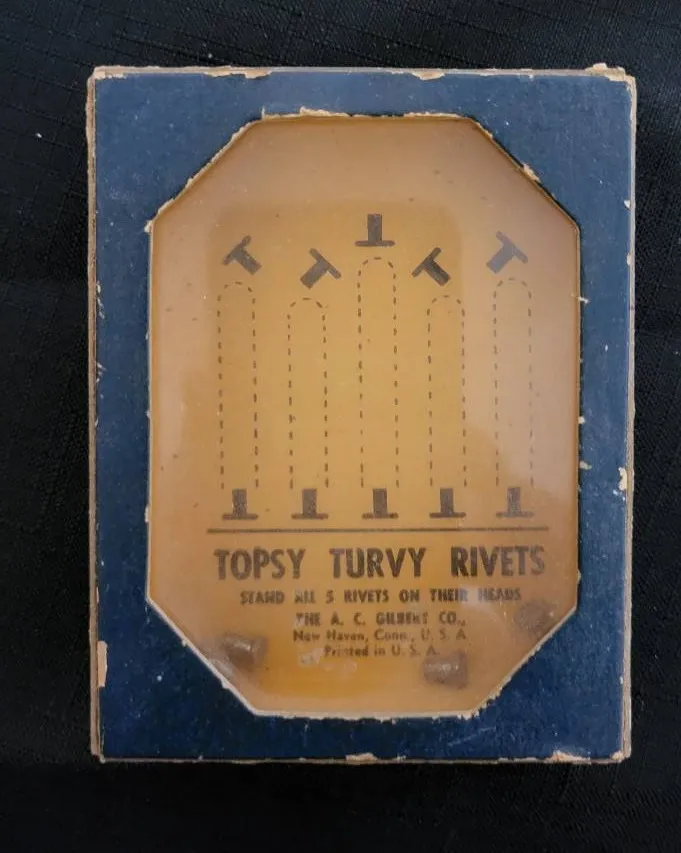 TOPSY TURVY RIVETS
STAND ALL 5 RIVETS ON THEIR HEADS
THE A. C. GILBERT CO.,
New Haven, Conn., U. S. A.
Printed in U. S. A.